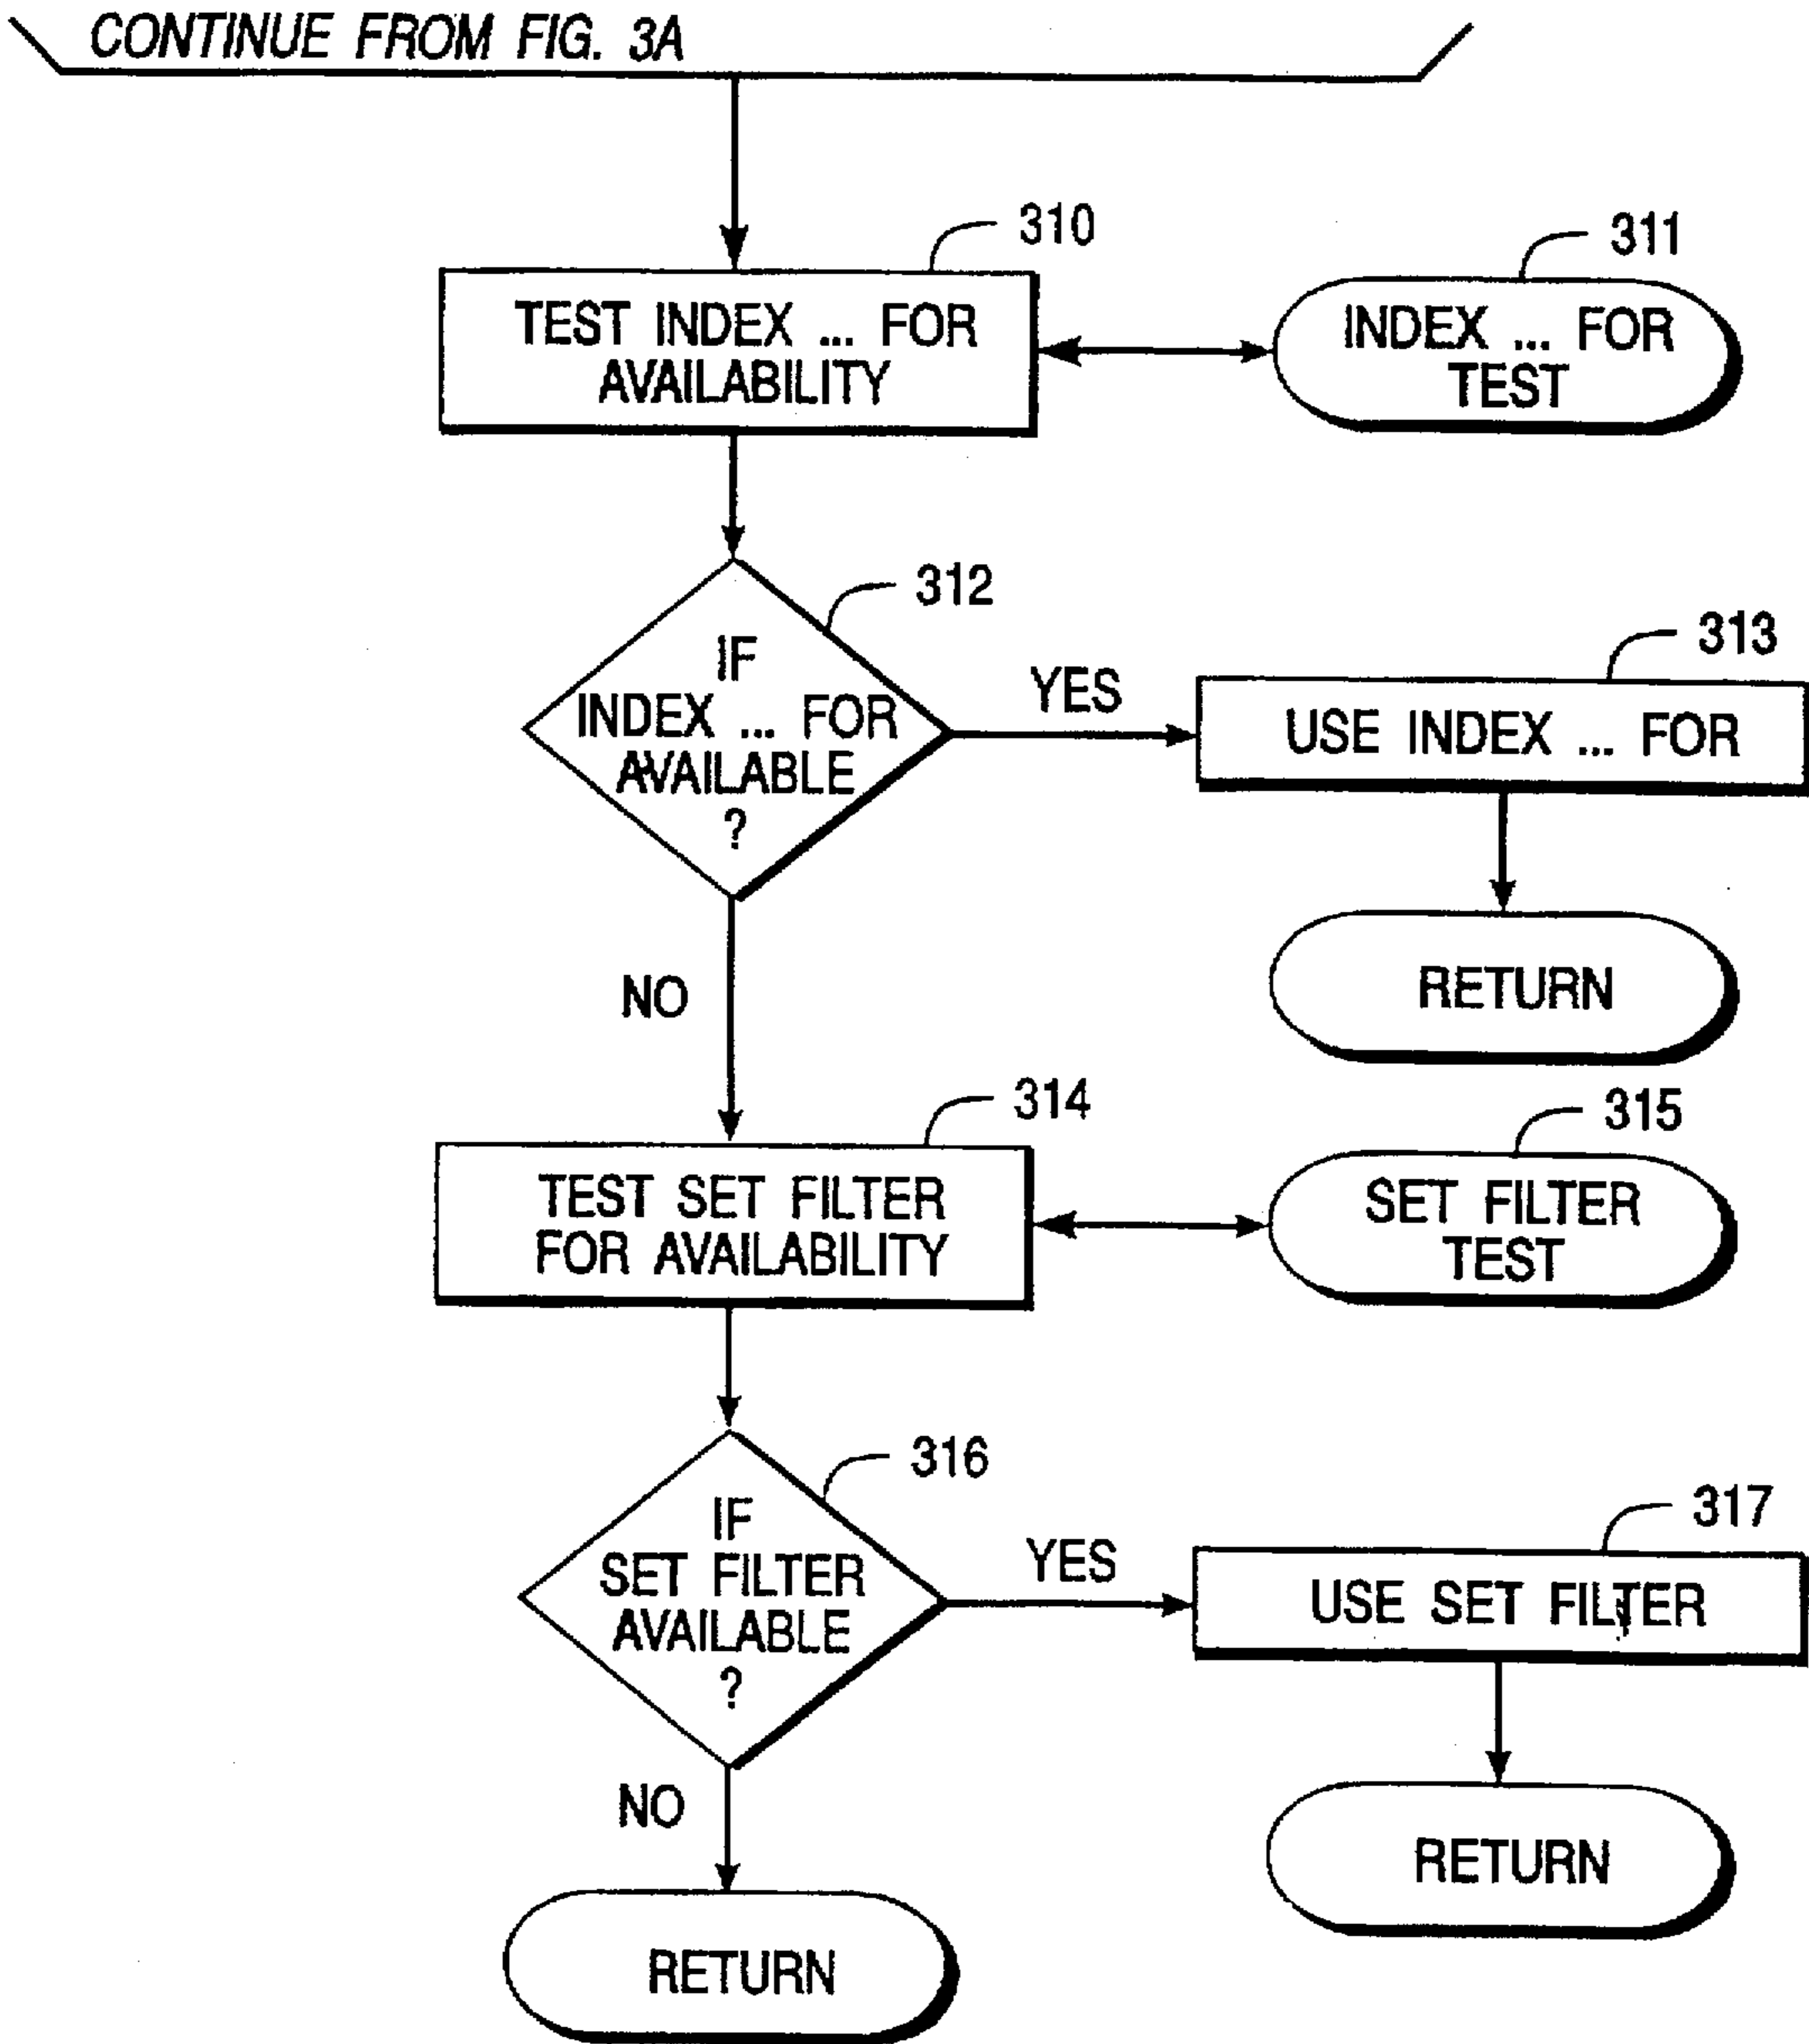 CONTINUE FROM FIG. 3A
310
311
TEST INDEX ... FOR
AVAILABILITY
INDEX ... FOR
TEST
312
IF
INDEX ... FOR
AVAILABLE
?
YES
313
USE INDEX ... FOR
NO
RETURN
314
315
TEST SET FILTER
FOR AVAILABILITY
SET FILTER
TEST
316
IF
SET FILTER
AVAILABLE
?
YES
317
USE SET FILTER
NO
RETURN
RETURN